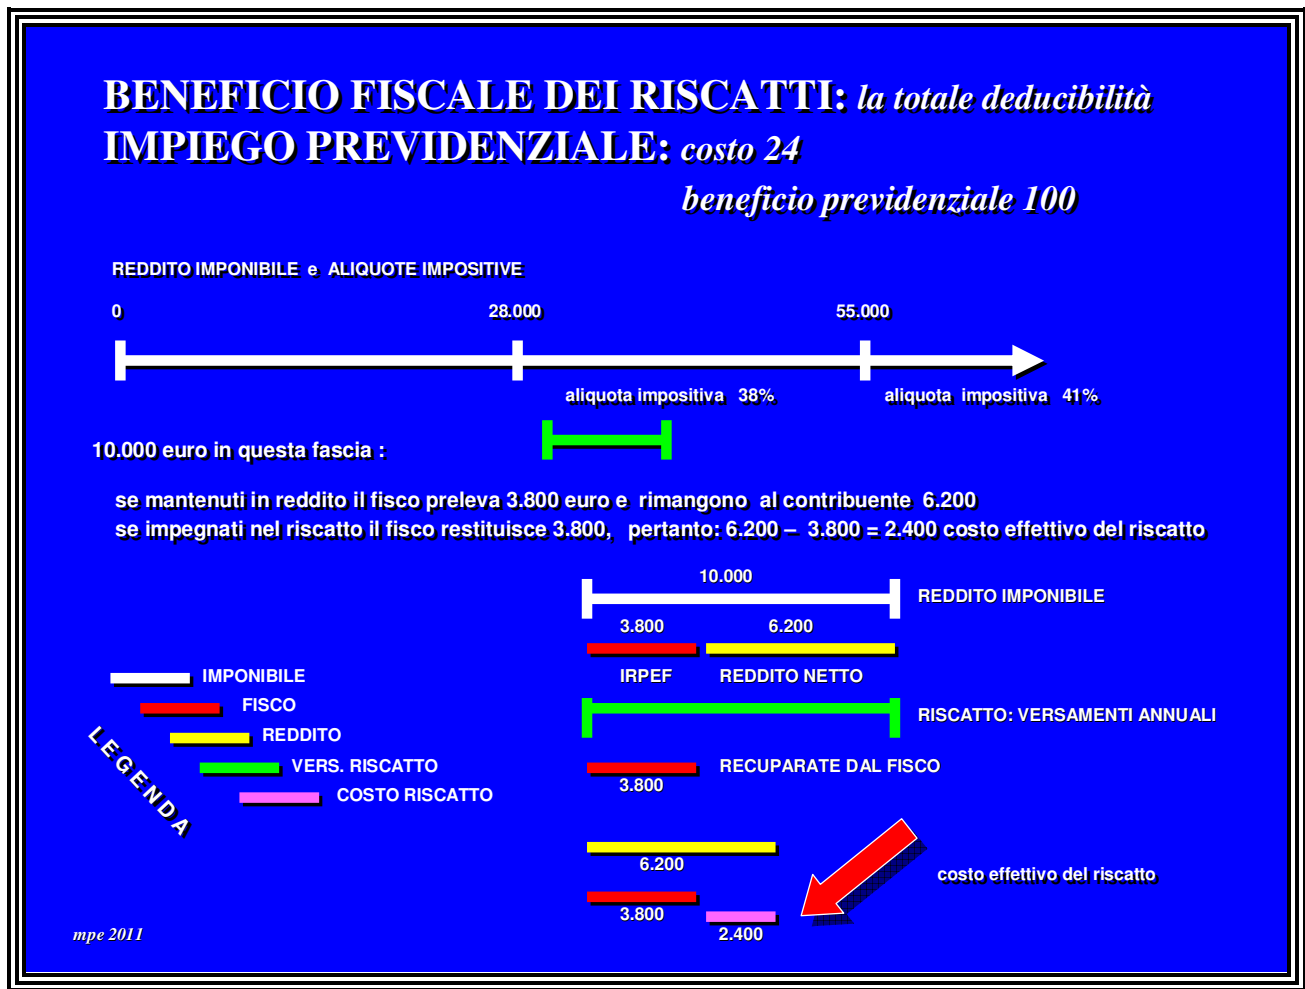 BENEFICIO FISCALE DEI RISCATTI: la totale deducibilità
IMPIEGO PREVIDENZIALE: costo 24
beneficio previdenziale 100
REDDITO IMPONIBILE e ALIQUOTE IMPOSITIVE
0 28.000 55.000
aliquota impositiva 38% aliquota impositiva 41%
10.000 euro in questa fascia :
se mantenuti in reddito il fisco preleva 3.800 euro e rimangono al contribuente 6.200
se impegnati nel riscatto il fisco restituisce 3.800, pertanto: 6.200 – 3.800 = 2.400 costo effettivo del riscatto
10.000
REDDITO IMPONIBILE
3.800 6.200
IRPEF REDDITO NETTO
RISCATTO: VERSAMENTI ANNUALI
RECUPARATE DAL FISCO
3.800
6.200
costo effettivo del riscatto
3.800
2.400
IMPONIBILE
FISCO
REDDITO
VERS. RISCATTO
COSTO RISCATTO
LEGENDA
mpe 2011